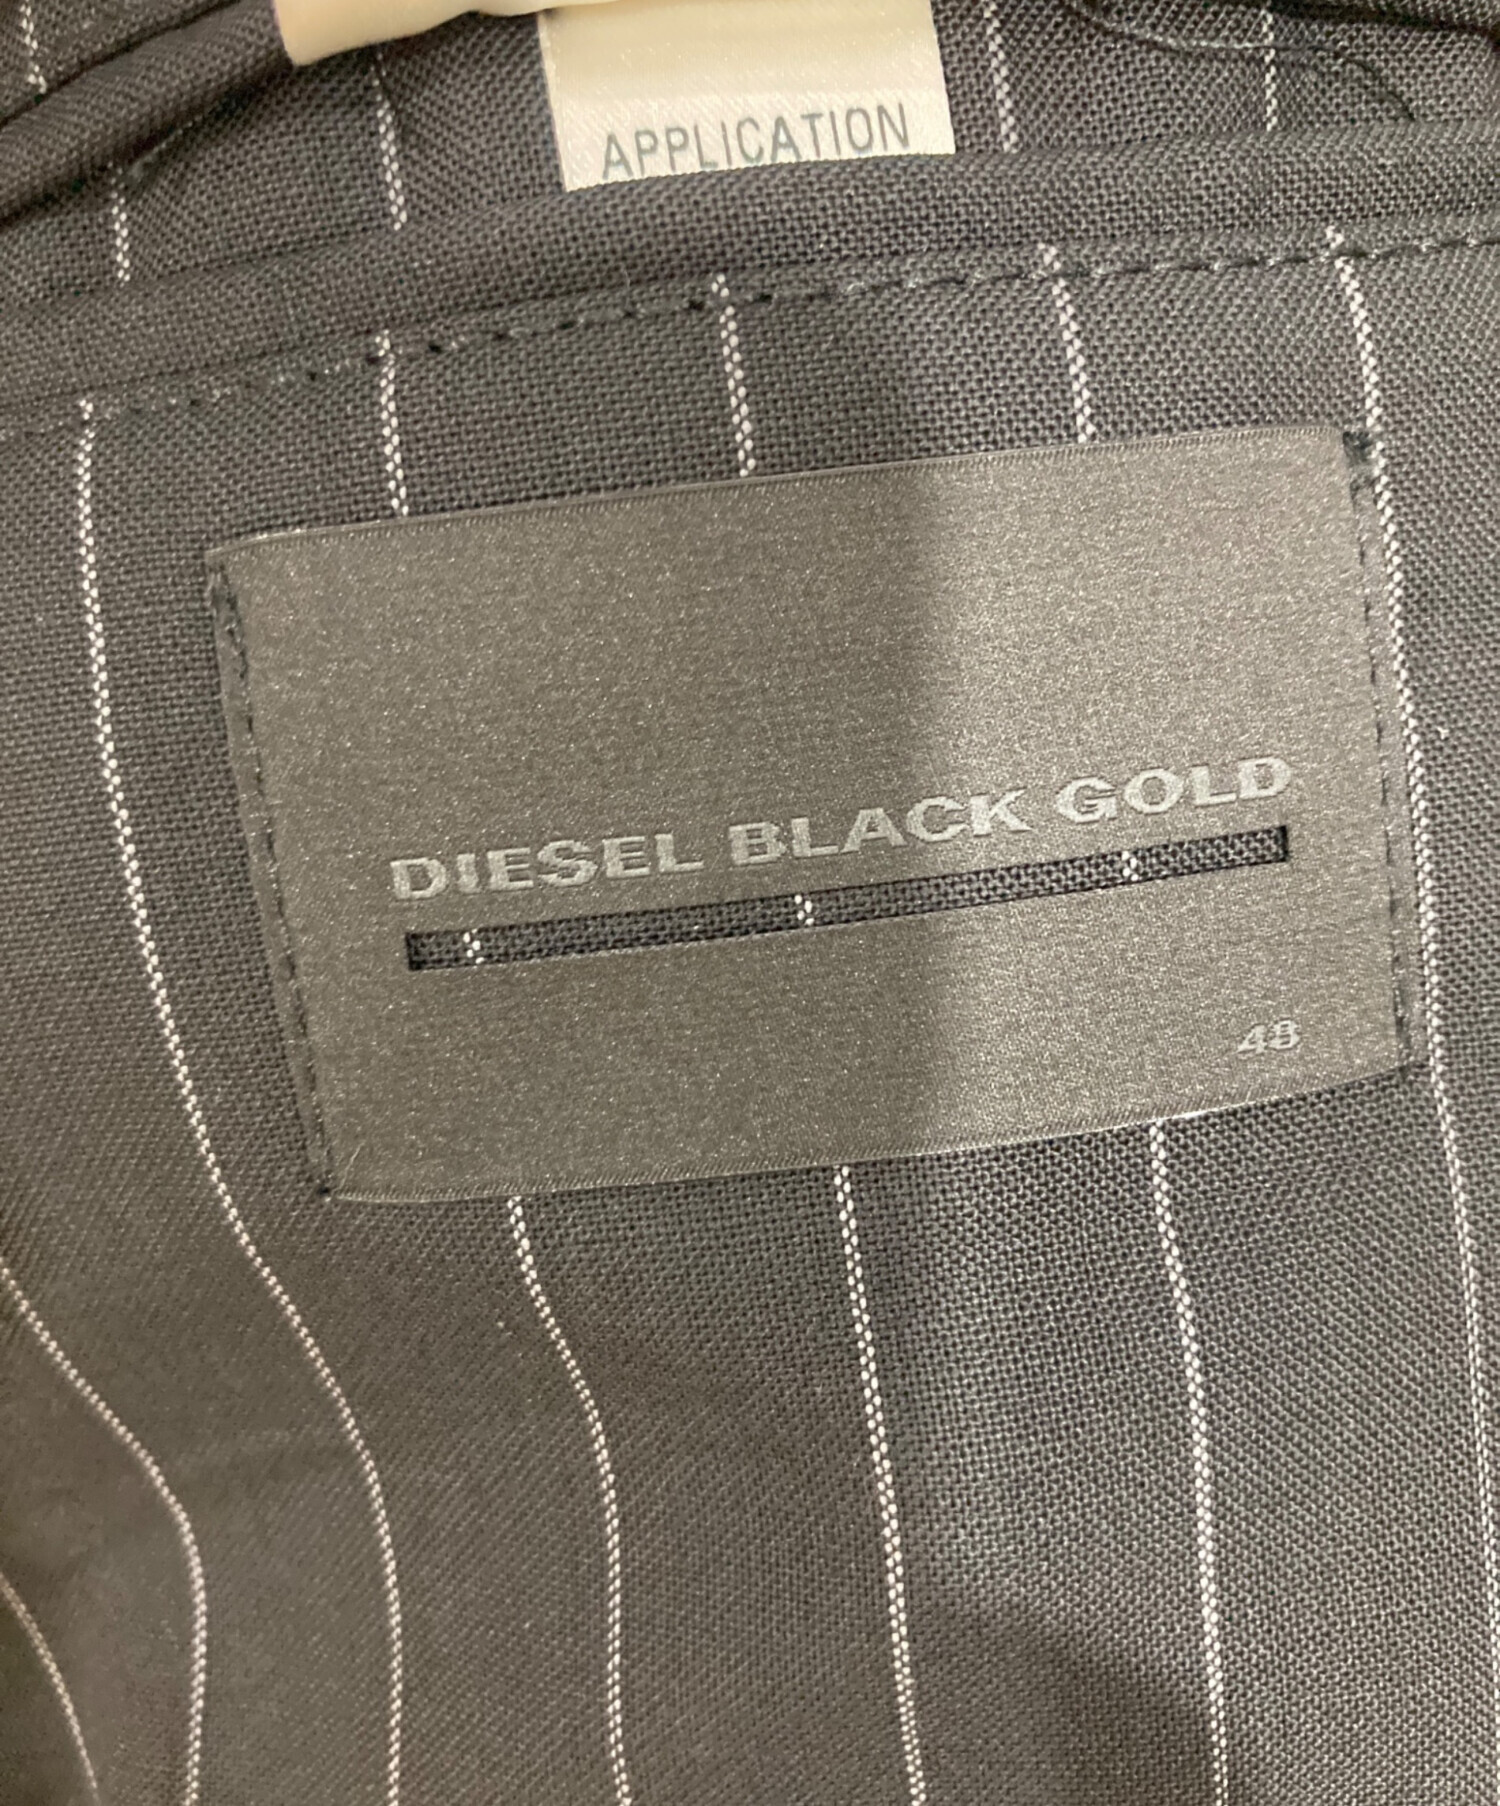 APPLICATION
DIESEL BLACK GOLD
48